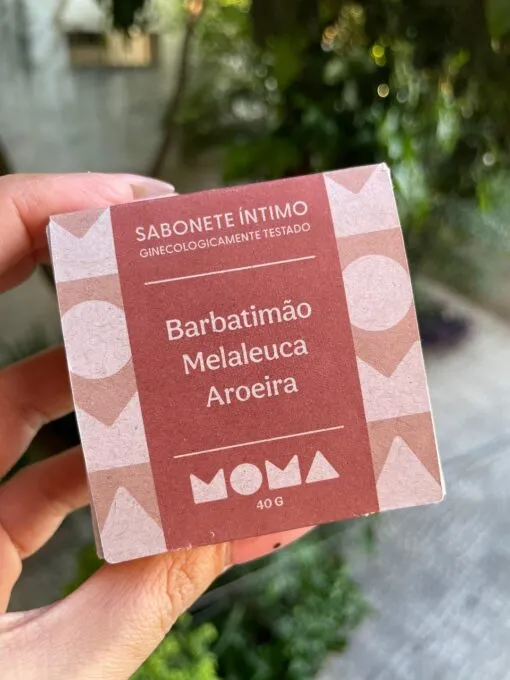 SABONETE ÍNTIMO
GINECOLOGICAMENTE TESTADO
Barbatimão
Melaleuca
Aroeira
MOMA
40 G